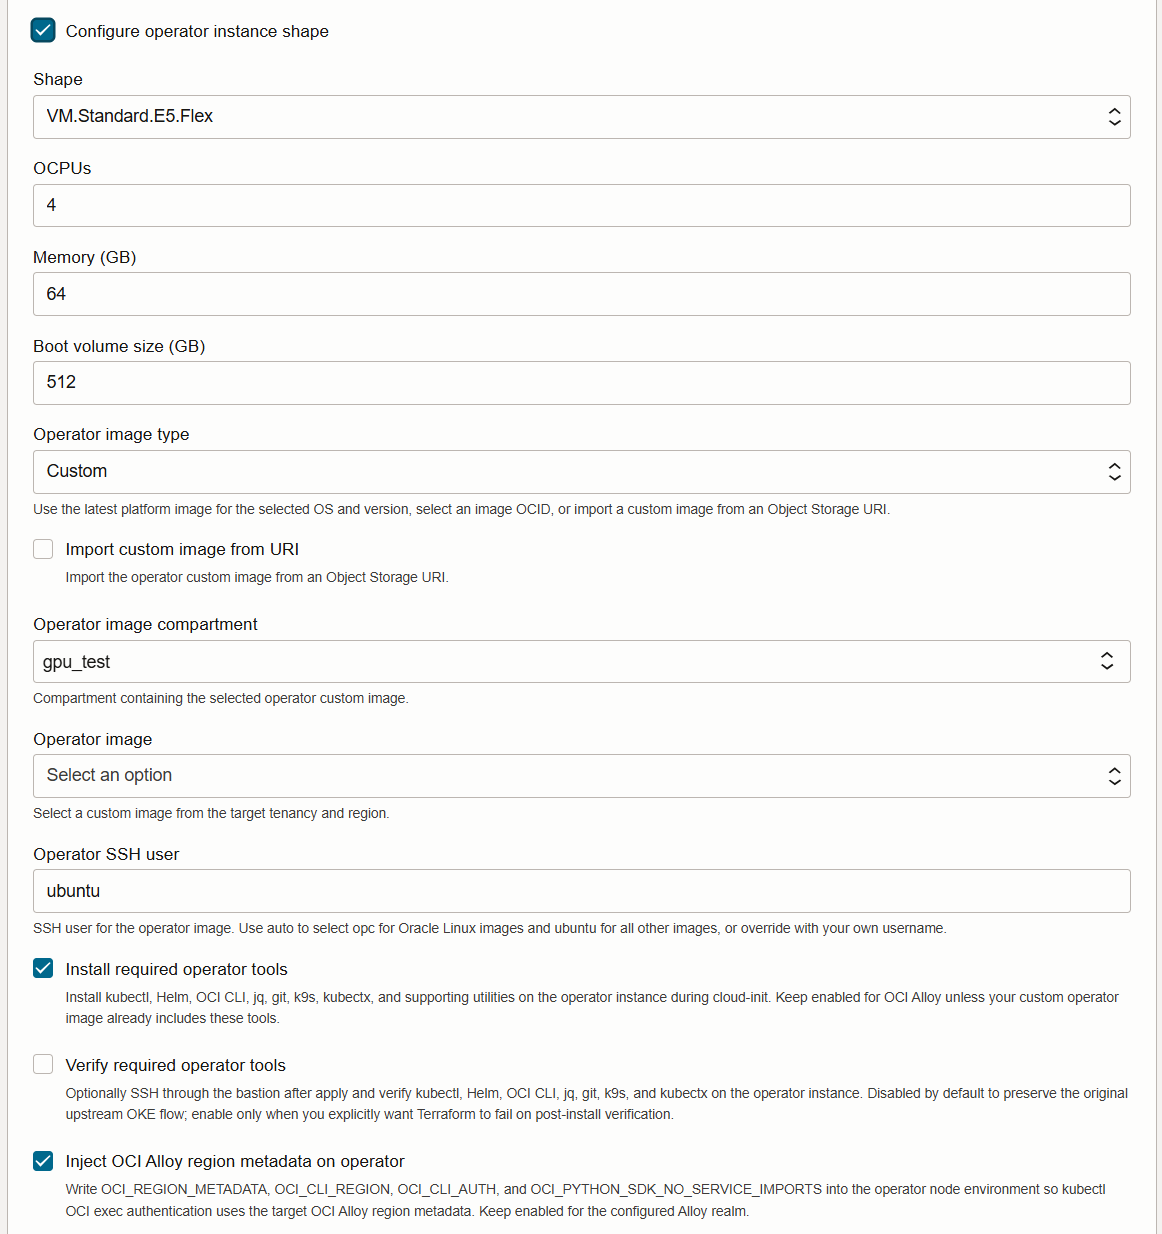 Configure operator instance shape
Shape
VM.Standard.E5.Flex
OCPUs
4
Memory (GB)
64
Boot volume size (GB)
512
Operator image type
Custom
Use the latest platform image for the selected OS and version, select an image OCID, or import a custom image from an Object Storage URI.
Import custom image from URI
Import the operator custom image from an Object Storage URI.
Operator image compartment
gpu_test
Compartment containing the selected operator custom image.
Operator image
Select an option
Select a custom image from the target tenancy and region.
Operator SSH user
ubuntu
SSH user for the operator image. Use auto to select opc for Oracle Linux images and ubuntu for all other images, or override with your own username.
Install required operator tools
Install kubectl, Helm, OCI CLI, jq, git, k9s, kubectx, and supporting utilities on the operator instance during cloud-init. Keep enabled for OCI Alloy unless your custom operator
image already includes these tools.
Verify required operator tools
Optionally SSH through the bastion after apply and verify kubectl, Helm, OCI CLI, jq, git, k9s, and kubectx on the operator instance. Disabled by default to preserve the original
upstream OKE flow; enable only when you explicitly want Terraform to fail on post-install verification.
Inject OCI Alloy region metadata on operator
Write OCI_REGION_METADATA, OCI_CLI_REGION, OCI_CLI_AUTH, and OCI_PYTHON_SDK_NO_SERVICE_IMPORTS into the operator node environment so kubectl
OCI exec authentication uses the target OCI Alloy region metadata. Keep enabled for the configured Alloy realm.